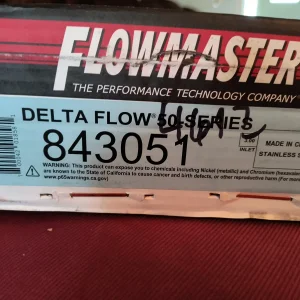 FLOWMASTER
THE PERFORMANCE TECHNOLOGY COMPANY
DELTA FLOW® 50 SERIES
843051
3.00
INLET
MADE IN
STAINLESS
WARNING: This product can expose you to chemicals including Nickel (metallic) and Chromium
are known to the State of California to cause cancer and birth defects, or other reproductive harm
www.p65warnings.ca.gov)